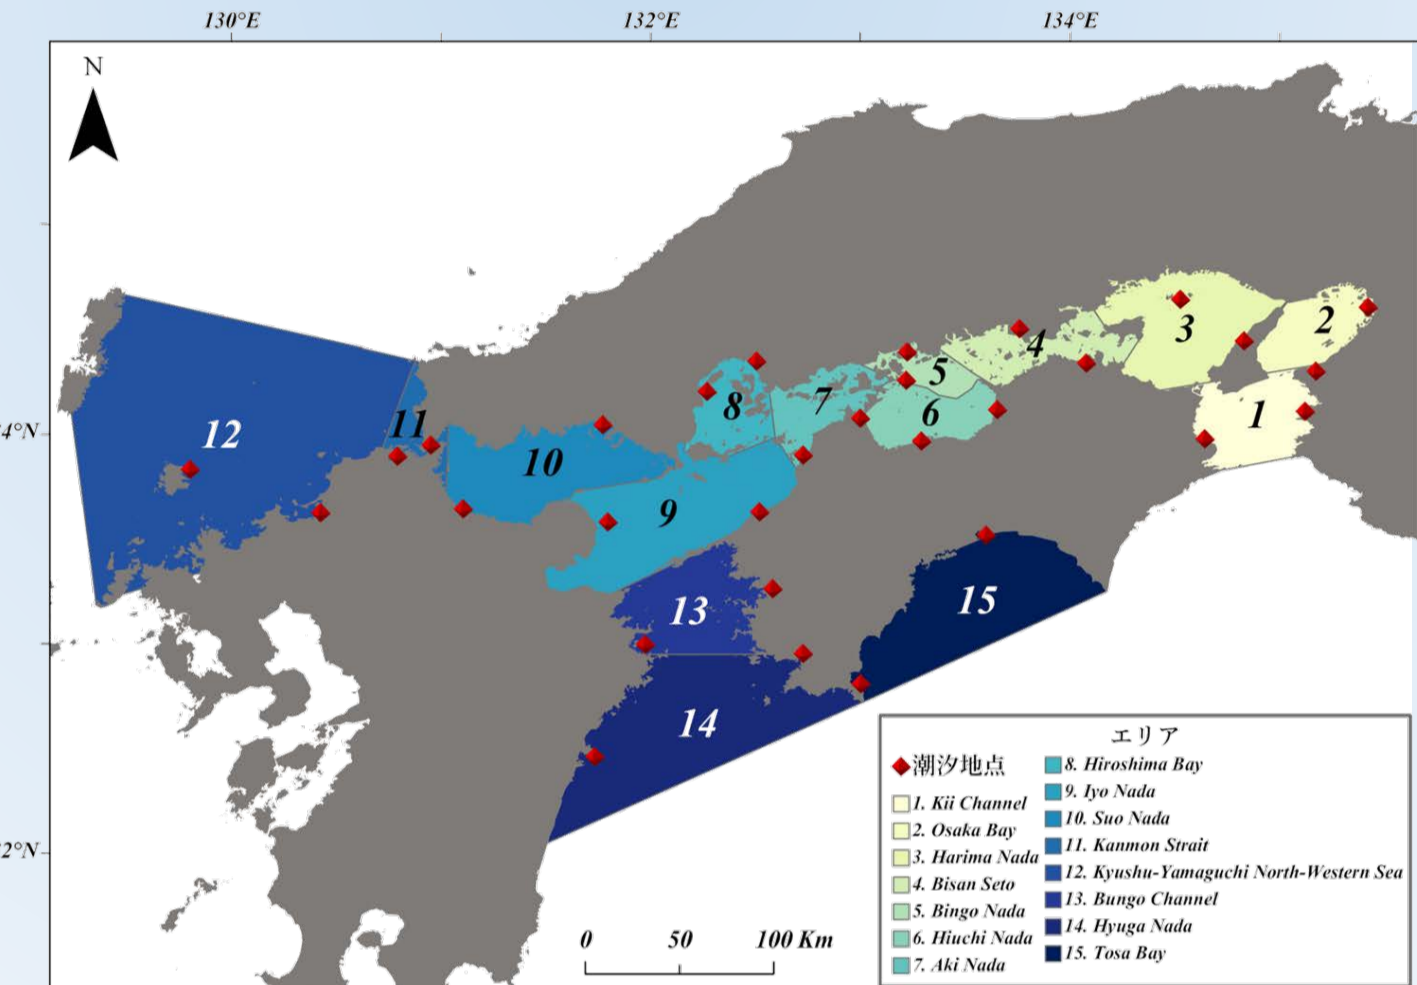 130°E 132°E 134°E
N
4°N
2°N
1
2
3
4
5
6
7
8
9
10
11
12
13
14
15
0 50 100 Km
エリア
潮汐地点
1. Kii Channel
2. Osaka Bay
3. Harima Nada
4. Bisan Seto
5. Bingo Nada
6. Hiuchi Nada
7. Aki Nada
8. Hiroshima Bay
9. Iyo Nada
10. Suo Nada
11. Kanmon Strait
12. Kyushu-Yamaguchi North-Western Sea
13. Bungo Channel
14. Hyuga Nada
15. Tosa Bay